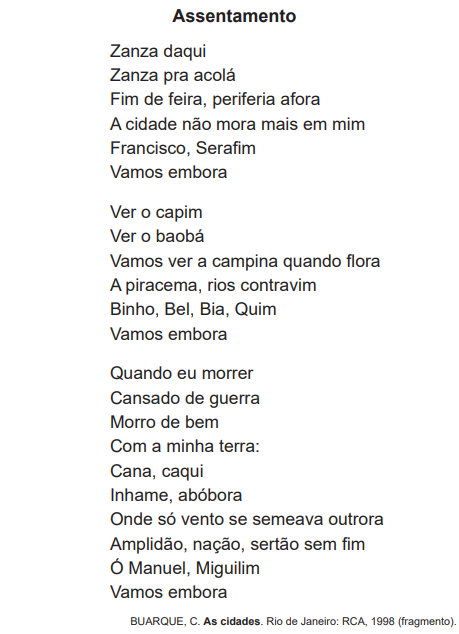 Assentamento
Zanza daqui
Zanza pra acolá
Fim de feira, periferia afora
A cidade não mora mais em mim
Francisco, Serafim
Vamos embora
Ver o capim
Ver o baobá
Vamos ver a campina quando flora
A piracema, rios contravim
Binho, Bel, Bia, Quim
Vamos embora
Quando eu morrer
Cansado de guerra
Morro de bem
Com a minha terra:
Cana, caqui
Inhame, abóbora
Onde só vento se semeava outrora
Amplidão, nação, sertão sem fim
Ó Manuel, Miguilim
Vamos embora
BUARQUE, C. As cidades. Rio de Janeiro: RCA, 1998 (fragmento).